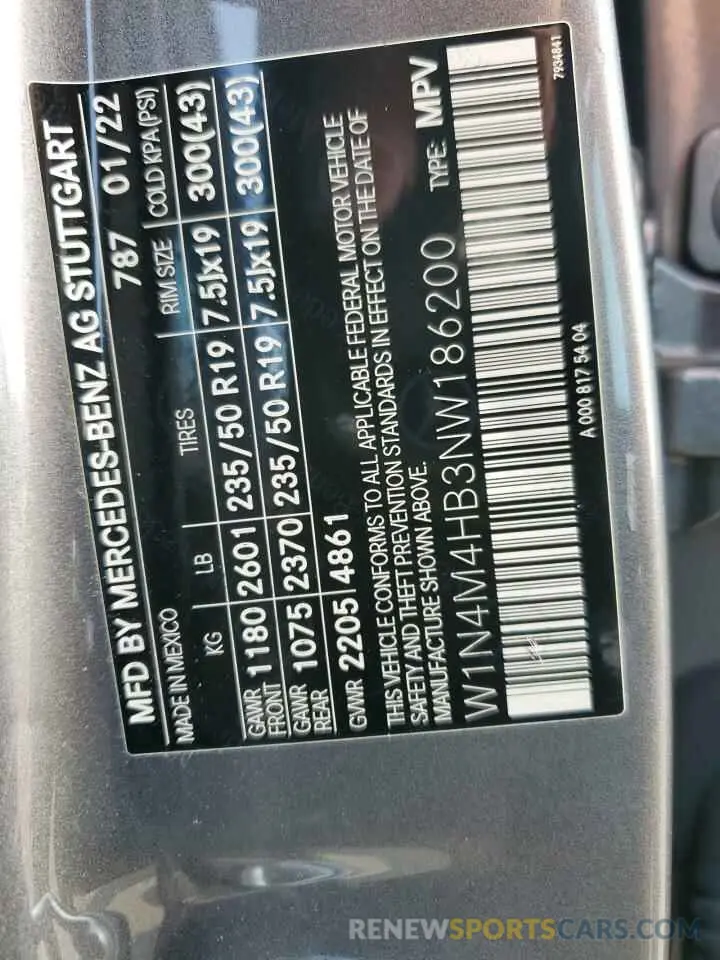 MFD BY MERCEDES-BENZ AG STUTTGART
787 01/22
MADE IN MEXICO
KG LB TIRES RIM SIZE COLD KPA (PSI)
GAWR FRONT 1180 2601 235/50 R19 7.5Jx19 300(43)
GAWR REAR 1075 2370 235/50 R19 7.5Jx19 300(43)
GVWR 2205 4861
THIS VEHICLE CONFORMS TO ALL APPLICABLE FEDERAL MOTOR VEHICLE
SAFETY AND THEFT PREVENTION STANDARDS IN EFFECT ON THE DATE OF
MANUFACTURE SHOWN ABOVE.
W1N4M4HB3NW186200 TYPE: MPV
A 000 817 54 04
7934841
RENEWSPORTSCARS.COM